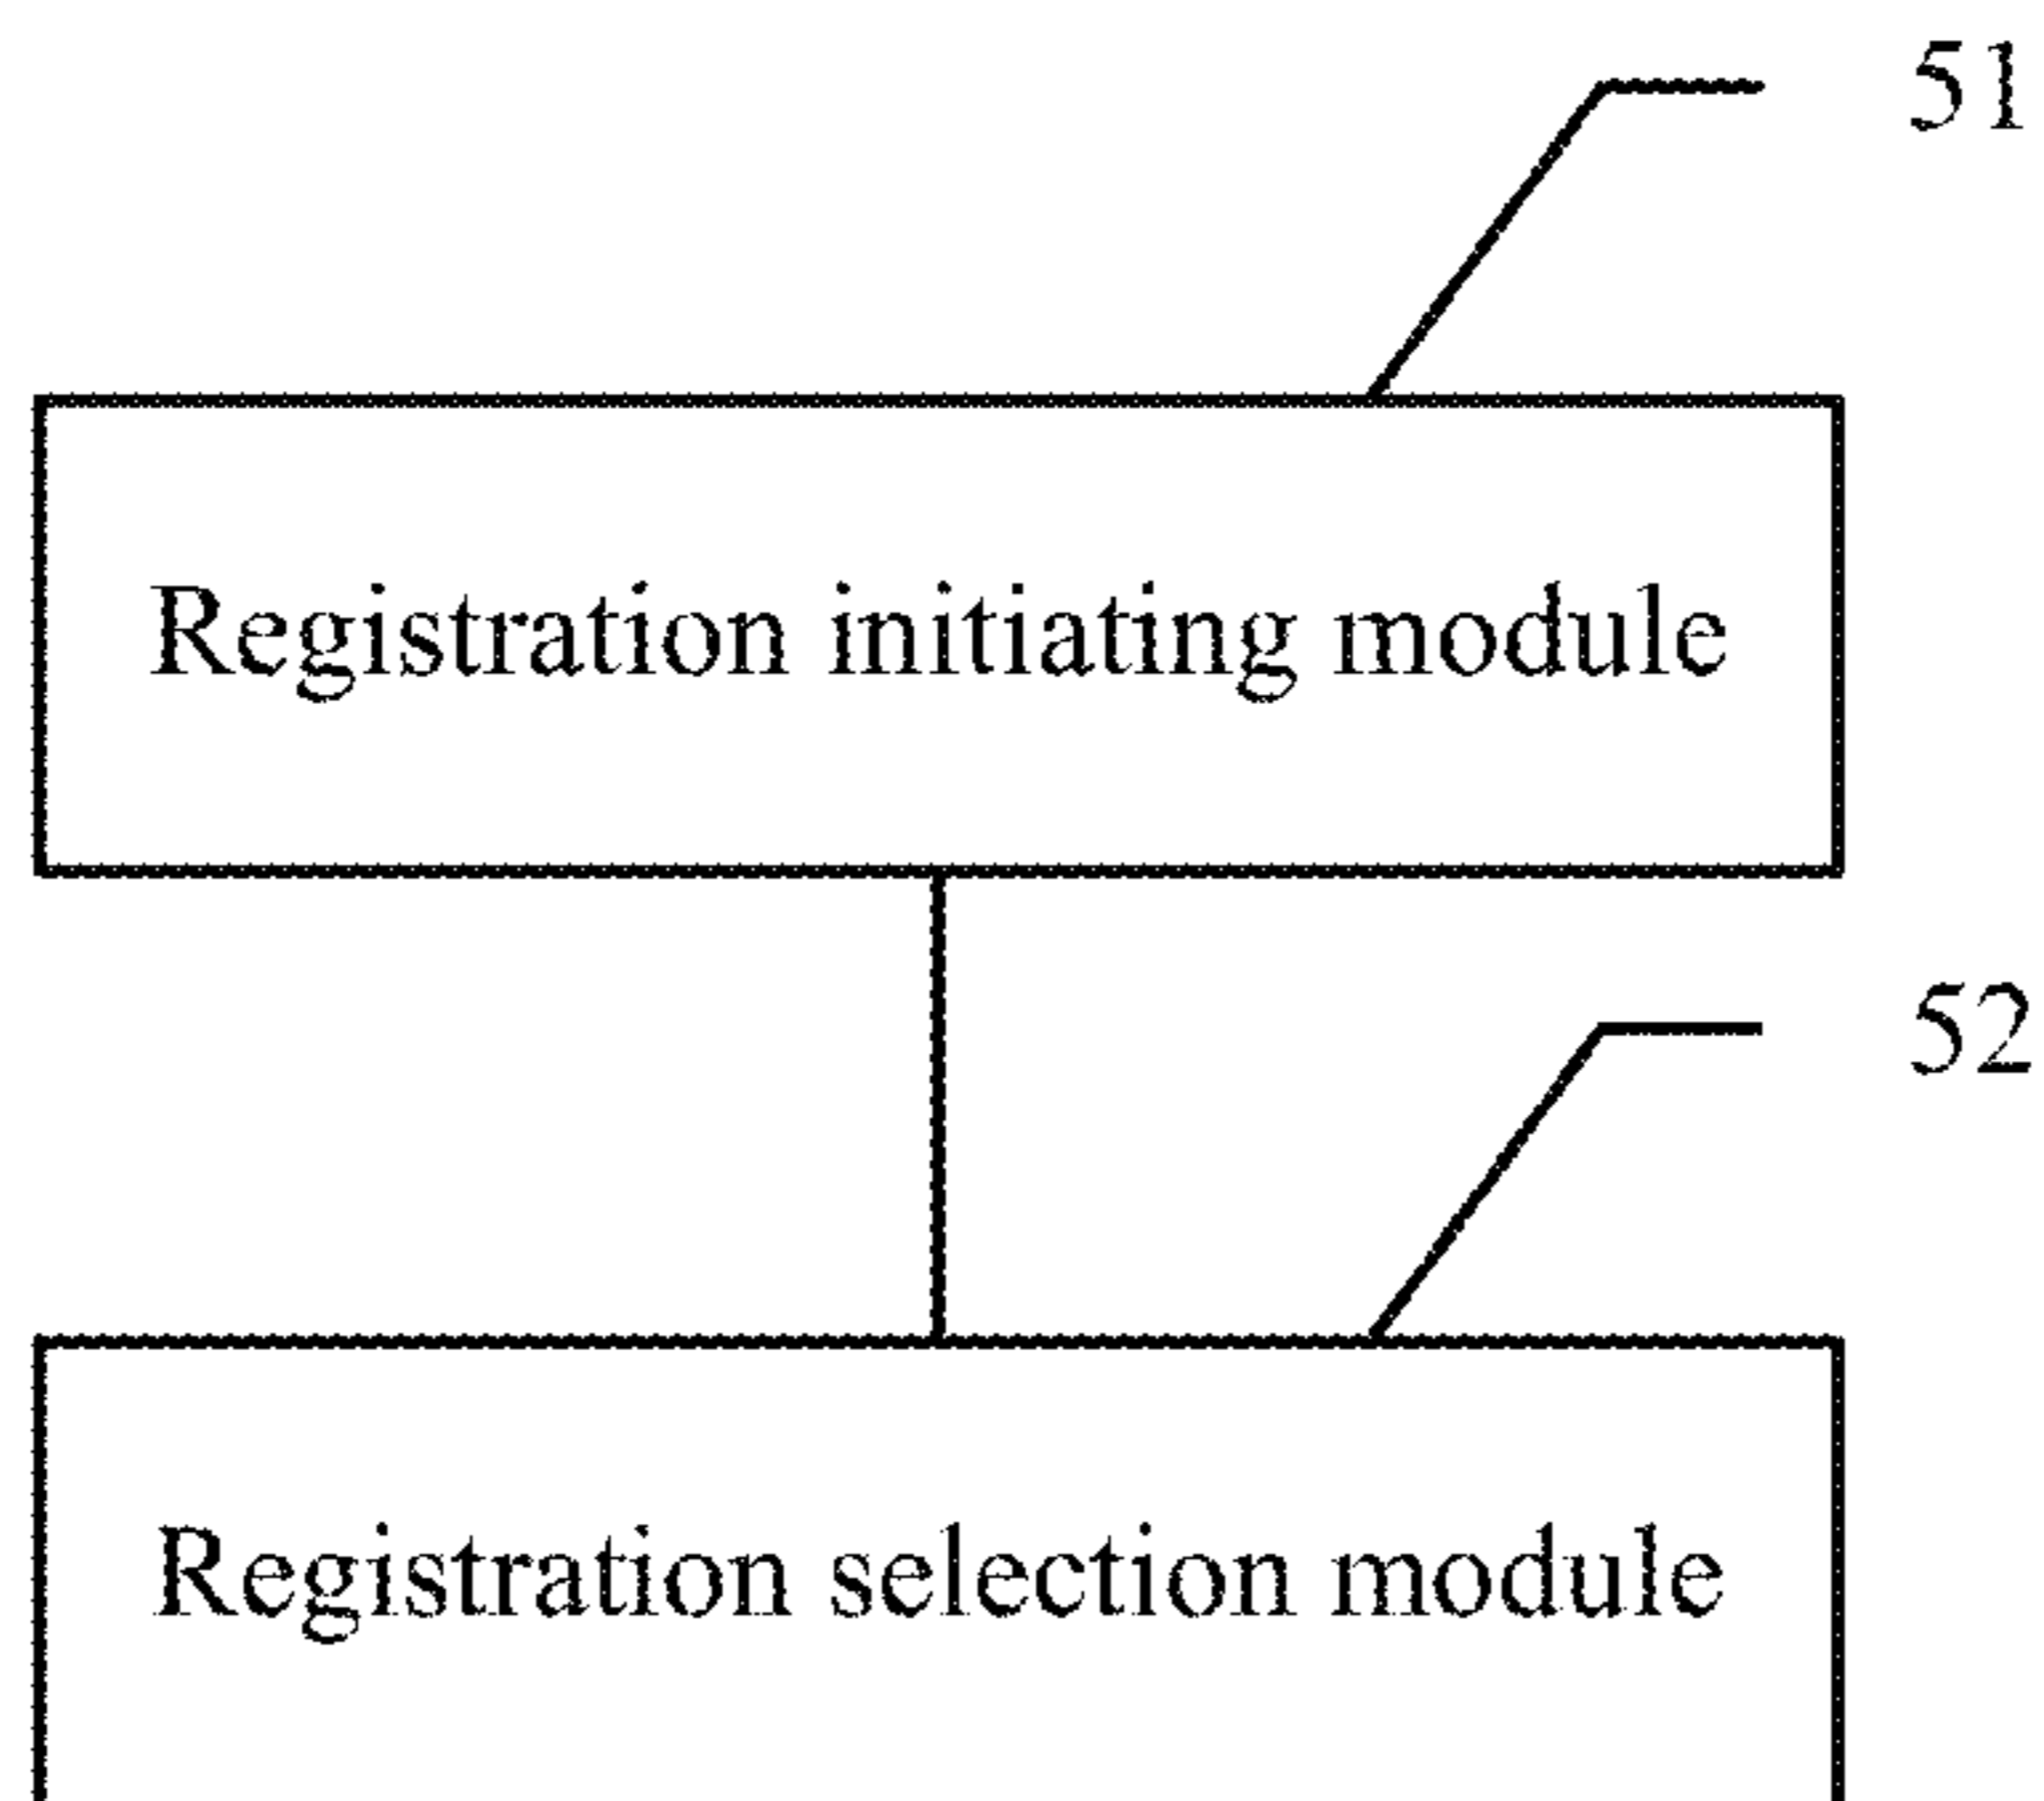 51
Registration initiating module
52
Registration selection module